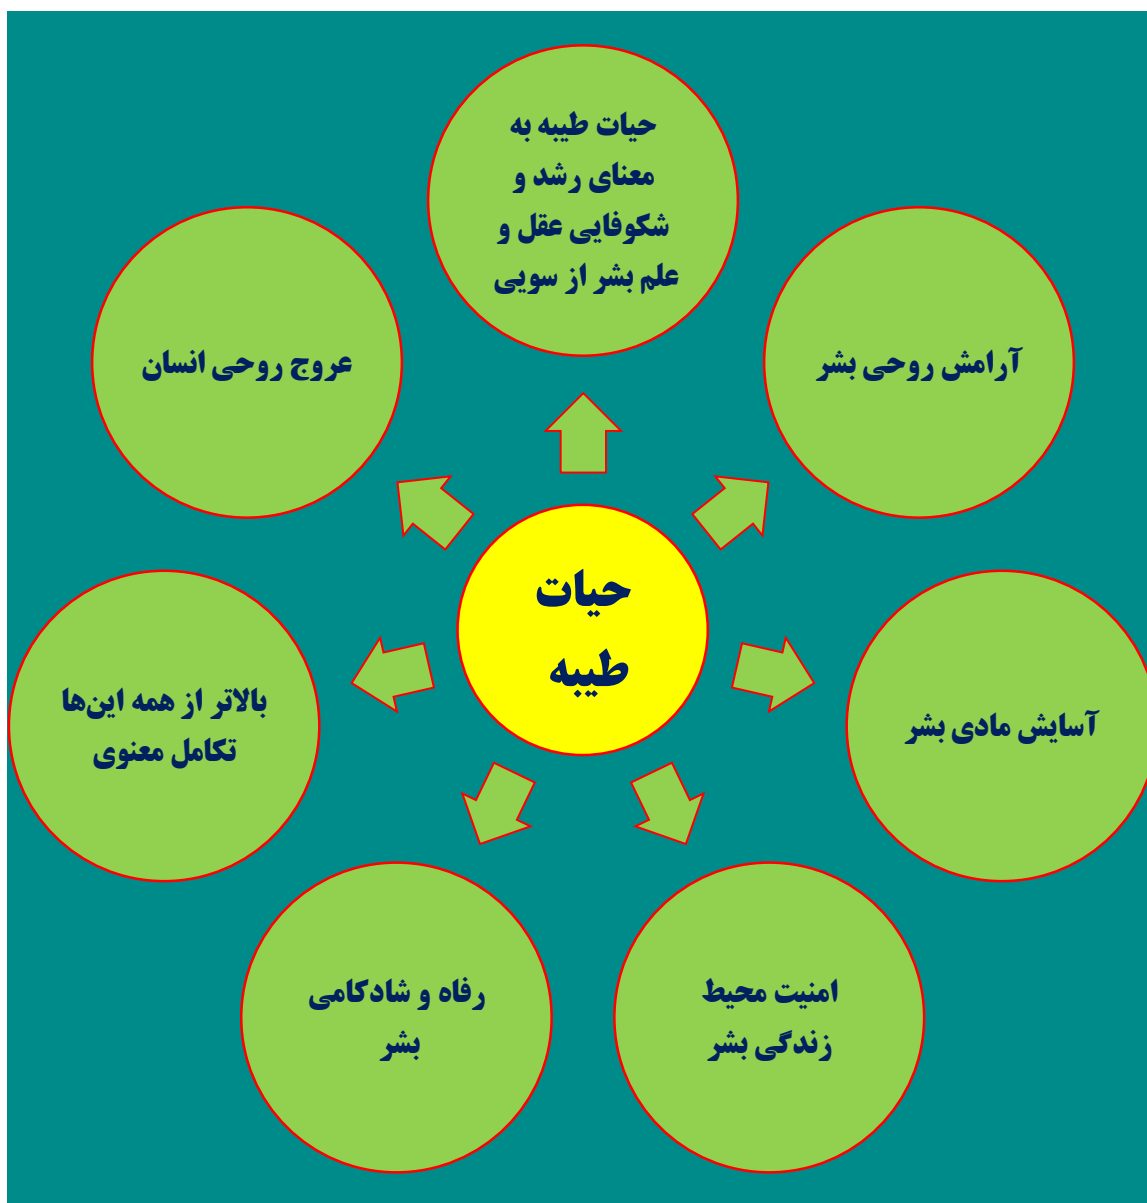 حیات طیبه به
معنای رشد و
شکوفایی عقل و
علم بشر از سویی
آرامش روحی بشر
آسایش مادی بشر
امنیت محیط
زندگی بشر
رفاه و شادکامی
بشر
بالاتر از همه این‌ها
تکامل معنوی
عروج روحی انسان
حیات
طیبه